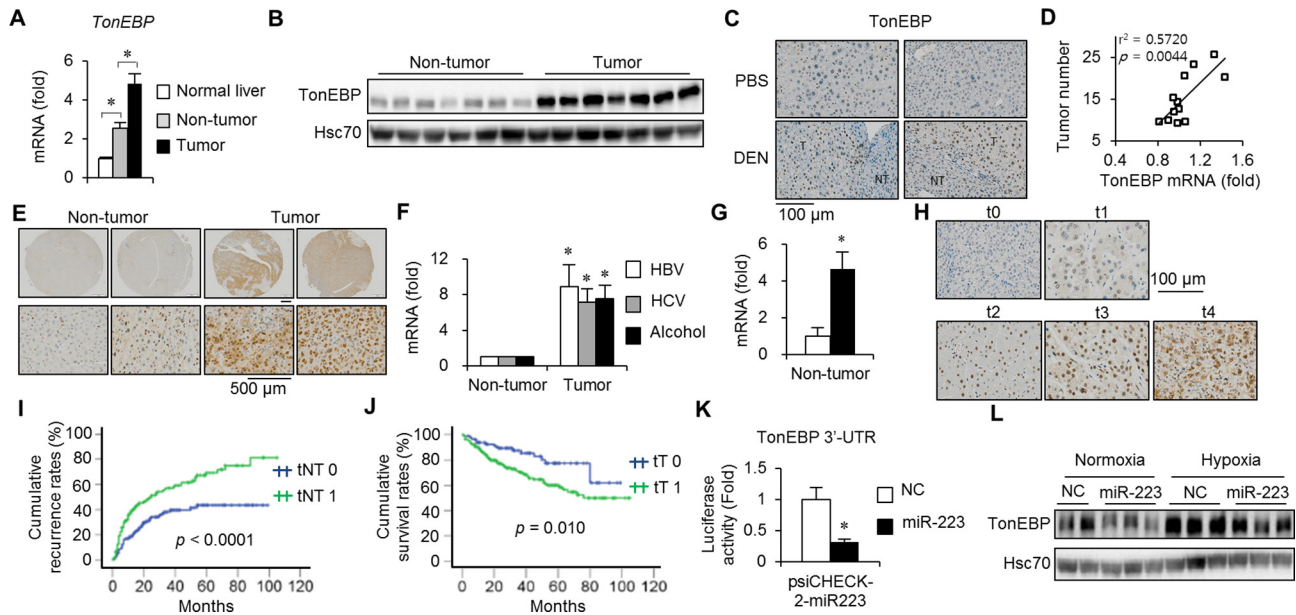 A
TonEBP
mRNA (fold)
6
4
2
0
*
*
Normal liver
Non-tumor
Tumor
B
Non-tumor
Tumor
TonEBP
Hsc70
C
TonEBP
PBS
DEN
T
NT
T
NT
100 µm
D
r² = 0.5720
p = 0.0044
Tumor number
25
15
5
0.4
0.8
1.2
1.6
TonEBP mRNA (fold)
E
Non-tumor
Tumor
500 µm
F
mRNA (fold)
12
8
4
0
*
*
*
HBV
HCV
Alcohol
Non-tumor
Tumor
G
mRNA (fold)
6
4
2
0
*
Non-tumor
H
t0
t1
100 µm
t2
t3
t4
I
Cumulative
recurrence rates (%)
100
80
60
40
20
0
tNT 0
tNT 1
p < 0.0001
0 20 40 60 80 100 120
Months
J
Cumulative
survival rates (%)
100
80
60
40
20
0
tT 0
tT 1
p = 0.010
0 20 40 60 80 100 120
Months
K
TonEBP 3'-UTR
Luciferase
activity (Fold)
1.5
1
0.5
0
*
NC
miR-223
psiCHECK-
2-miR223
L
Normoxia
Hypoxia
NC
miR-223
NC
miR-223
TonEBP
Hsc70